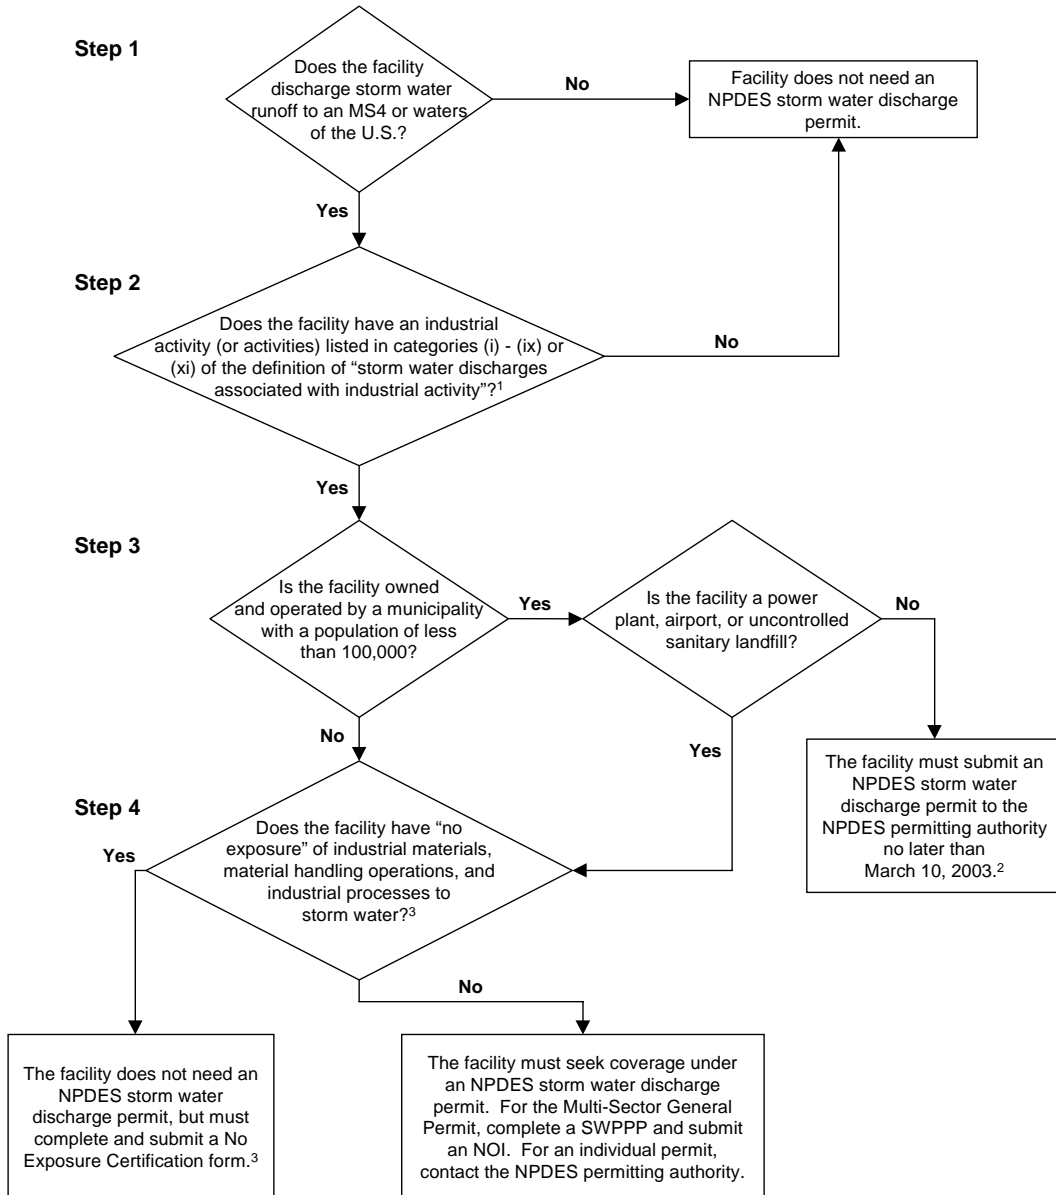 Step 1
Does the facility
discharge storm water
runoff to an MS4 or waters
of the U.S.?
No
Facility does not need an
NPDES storm water discharge
permit.
Yes
Step 2
Does the facility have an industrial
activity (or activities) listed in categories (i) - (ix) or
(xi) of the definition of “storm water discharges
associated with industrial activity”?¹
No
Yes
Step 3
Is the facility owned
and operated by a municipality
with a population of less
than 100,000?
Yes
Is the facility a power
plant, airport, or uncontrolled
sanitary landfill?
No
No
Yes
The facility must submit an
NPDES storm water
discharge permit to the
NPDES permitting authority
no later than
March 10, 2003.²
Step 4
Does the facility have “no
exposure” of industrial materials,
material handling operations, and
industrial processes to
storm water?³
Yes
No
The facility does not need an
NPDES storm water
discharge permit, but must
complete and submit a No
Exposure Certification form.³
The facility must seek coverage under
an NPDES storm water discharge
permit. For the Multi-Sector General
Permit, complete a SWPPP and submit
an NOI. For an individual permit,
contact the NPDES permitting authority.